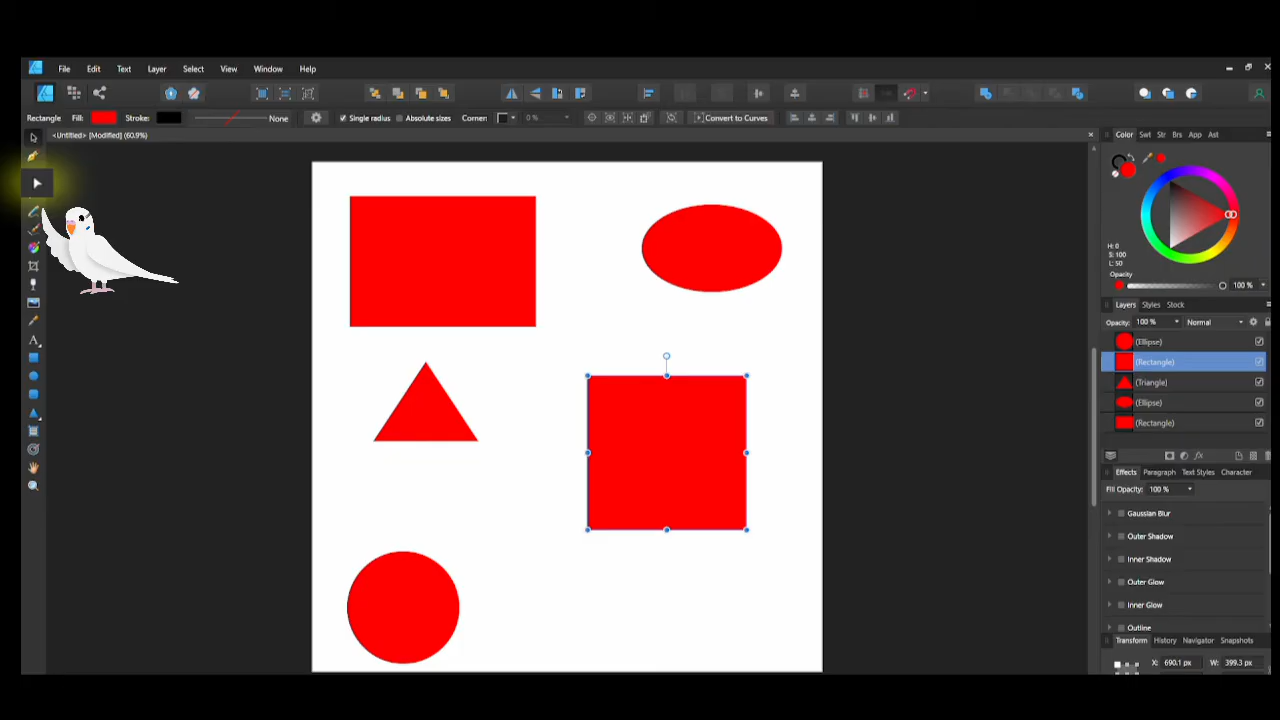 File Edit Text Layer Select View Window Help
Rectangle Fill: Stroke: None Single radius Absolute sizes Corner: 0 % Convert to Curves
<Untitled> [Modified] (60.9%)
Color Swt Str Brs App Ast
H: 0
S: 100
L: 50
Opacity
100 %
Layers Styles Stock
Opacity: 100 % Normal
(Ellipse)
(Rectangle)
(Triangle)
(Ellipse)
(Rectangle)
Effects Paragraph Text Styles Character
Fill Opacity: 100 %
Gaussian Blur
Outer Shadow
Inner Shadow
Outer Glow
Inner Glow
Outline
Transform History Navigator Snapshots
X: 690.1 px W: 399.3 px